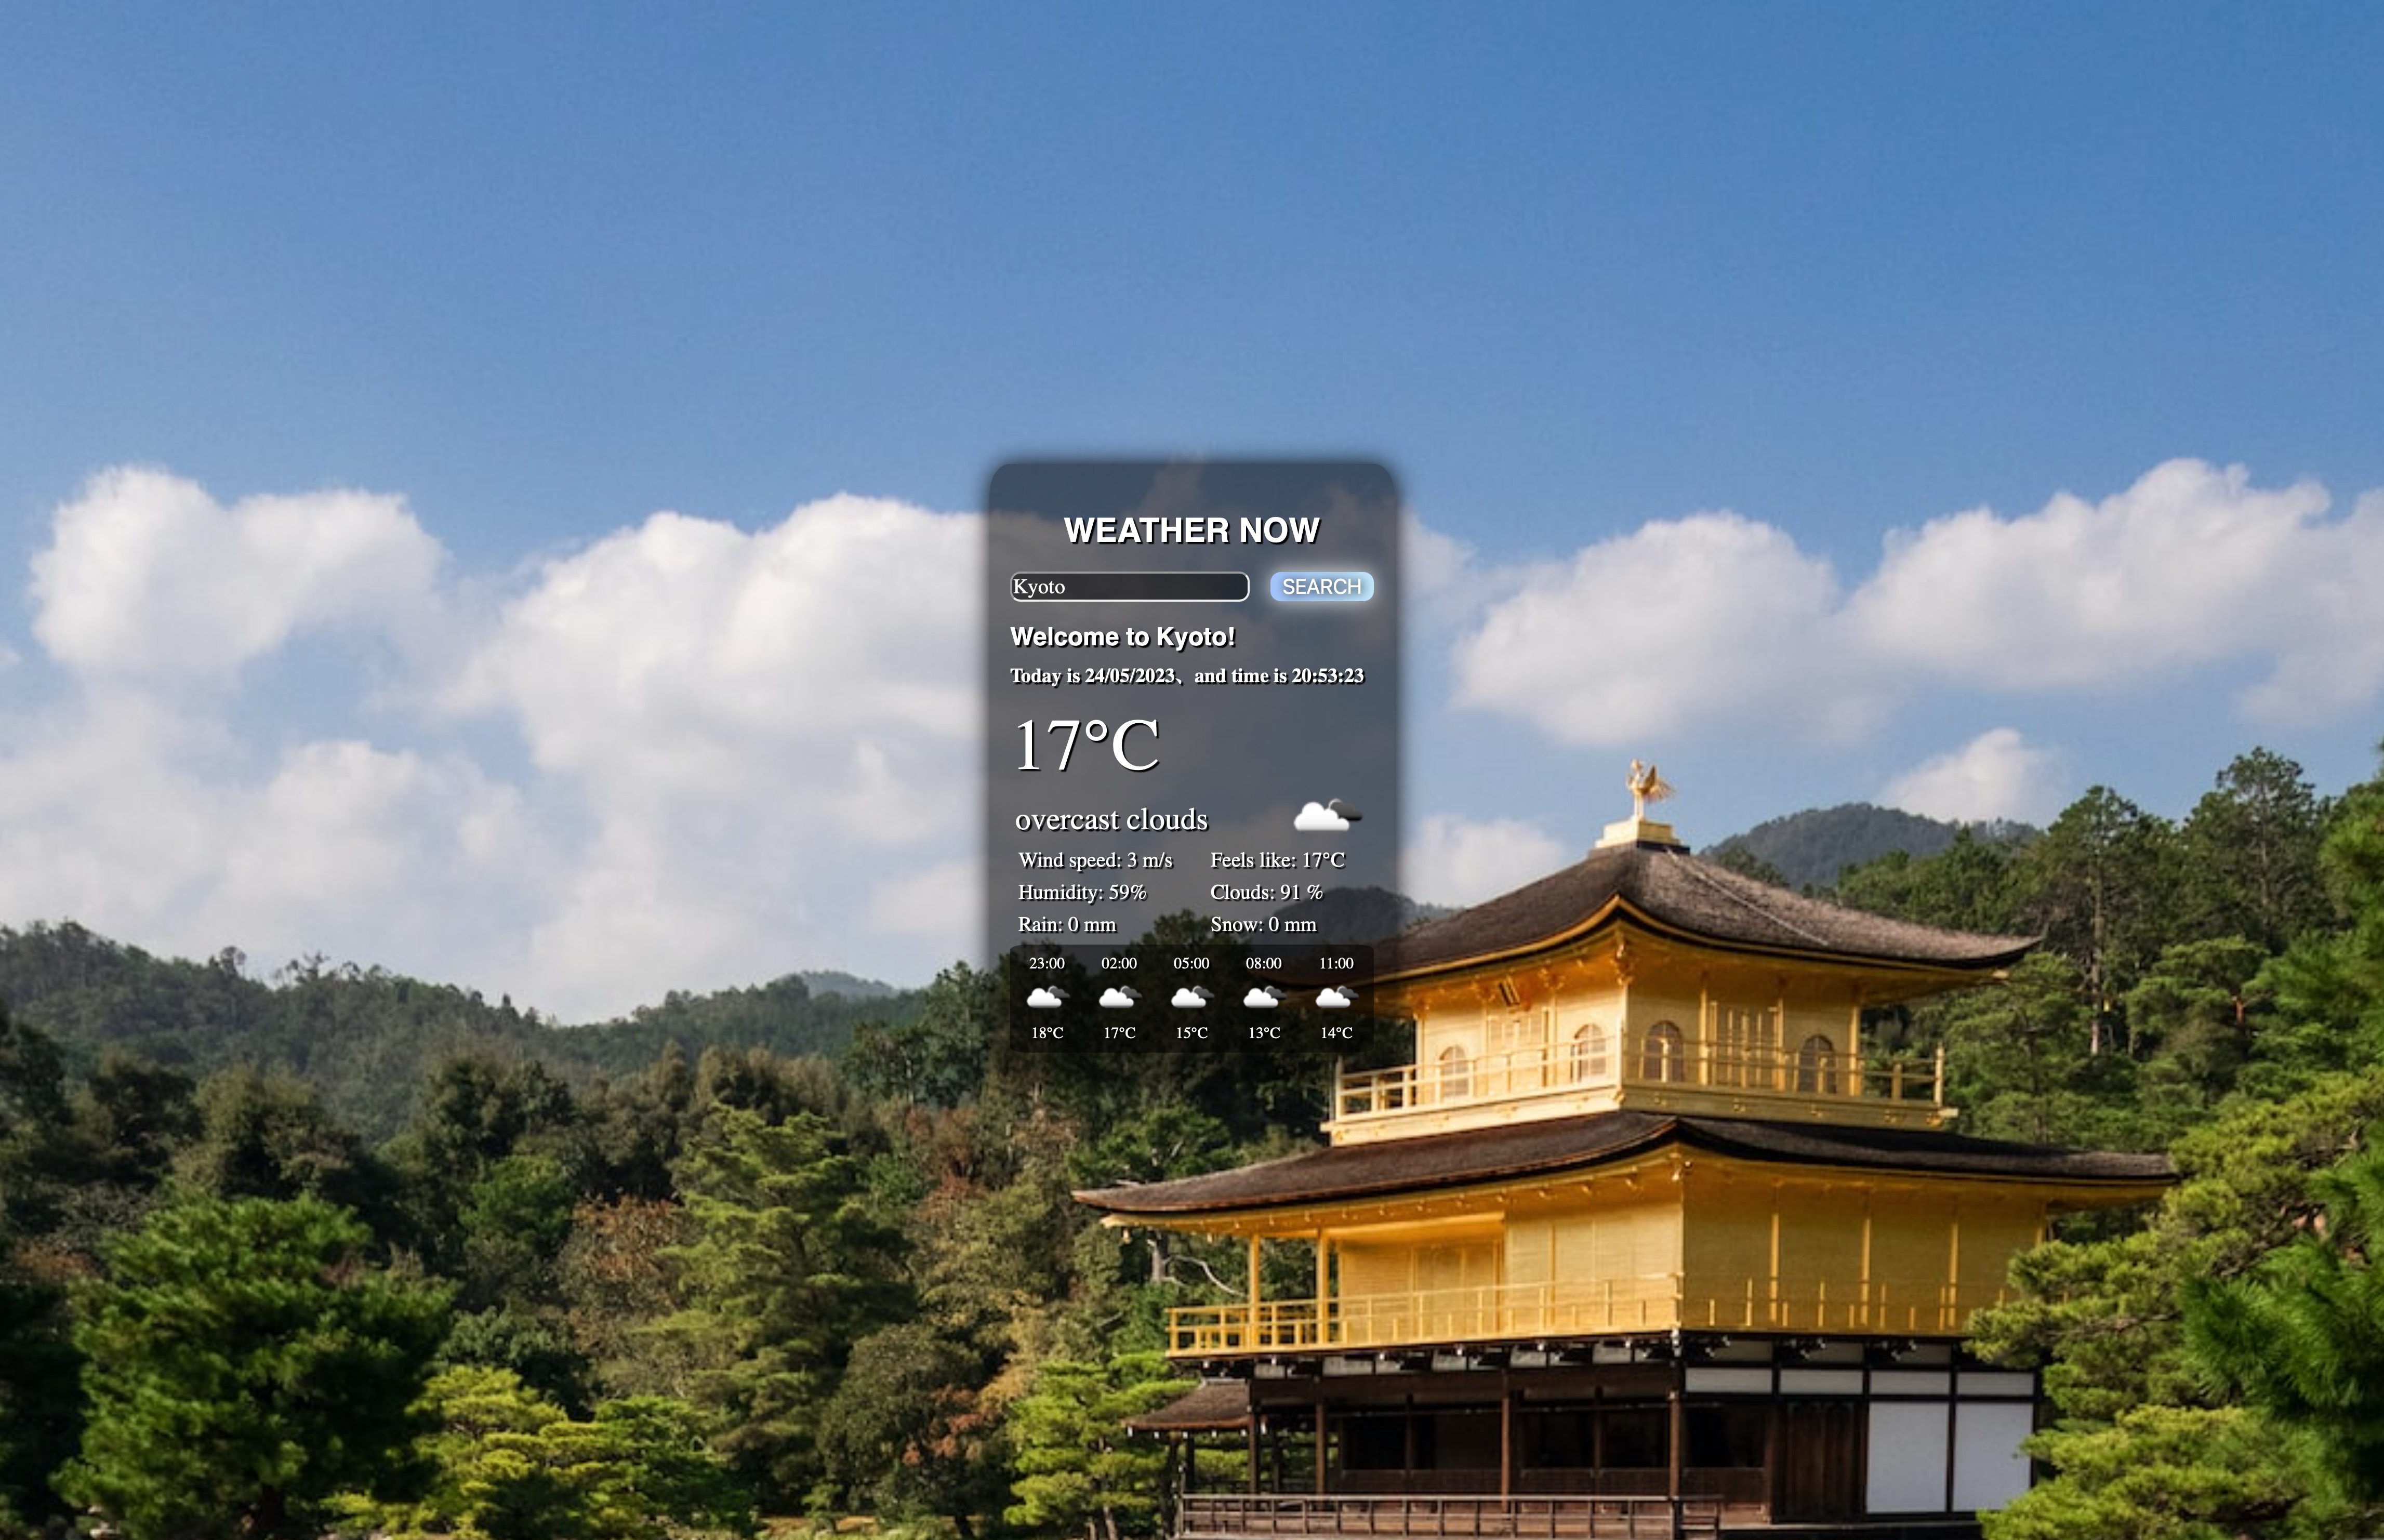 WEATHER NOW
Kyoto SEARCH
Welcome to Kyoto!
Today is 24/05/2023、and time is 20:53:23
17°C
overcast clouds
Wind speed: 3 m/s Feels like: 17°C
Humidity: 59% Clouds: 91 %
Rain: 0 mm Snow: 0 mm
23:00 02:00 05:00 08:00 11:00
18°C 17°C 15°C 13°C 14°C